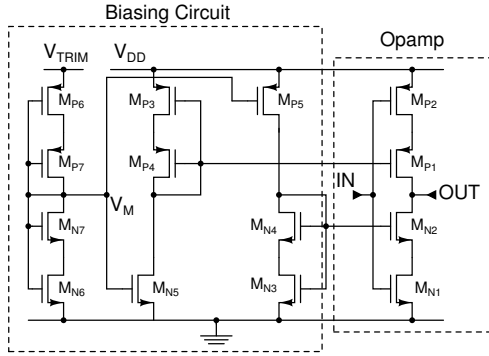 Biasing Circuit
Opamp
V_TRIM V_DD
M_P6 M_P3 M_P5 M_P2
M_P7 M_P4 M_P1
IN OUT
V_M
M_N7 M_N4 M_N2
M_N6 M_N5 M_N3 M_N1